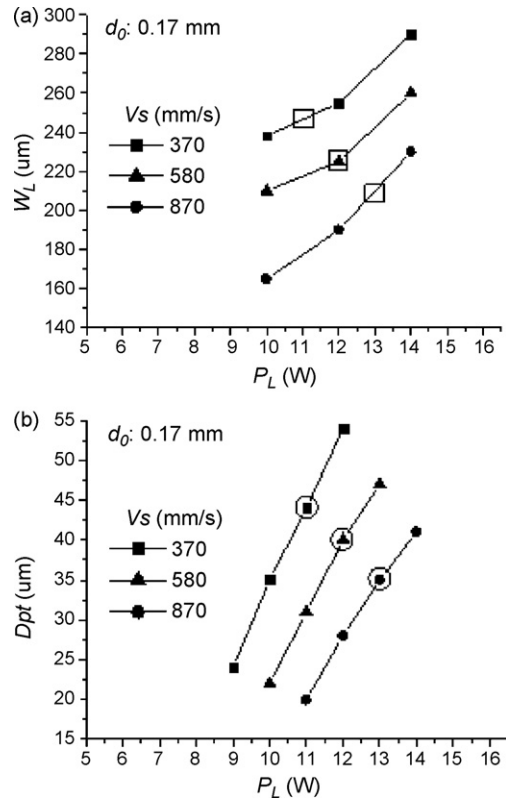 (a)
d0: 0.17 mm
Vs (mm/s)
370
580
870
WL (um)
300
280
260
240
220
200
180
160
140
5 6 7 8 9 10 11 12 13 14 15 16
PL (W)
(b)
d0: 0.17 mm
Vs (mm/s)
370
580
870
Dpt (um)
55
50
45
40
35
30
25
20
15
5 6 7 8 9 10 11 12 13 14 15 16
PL (W)